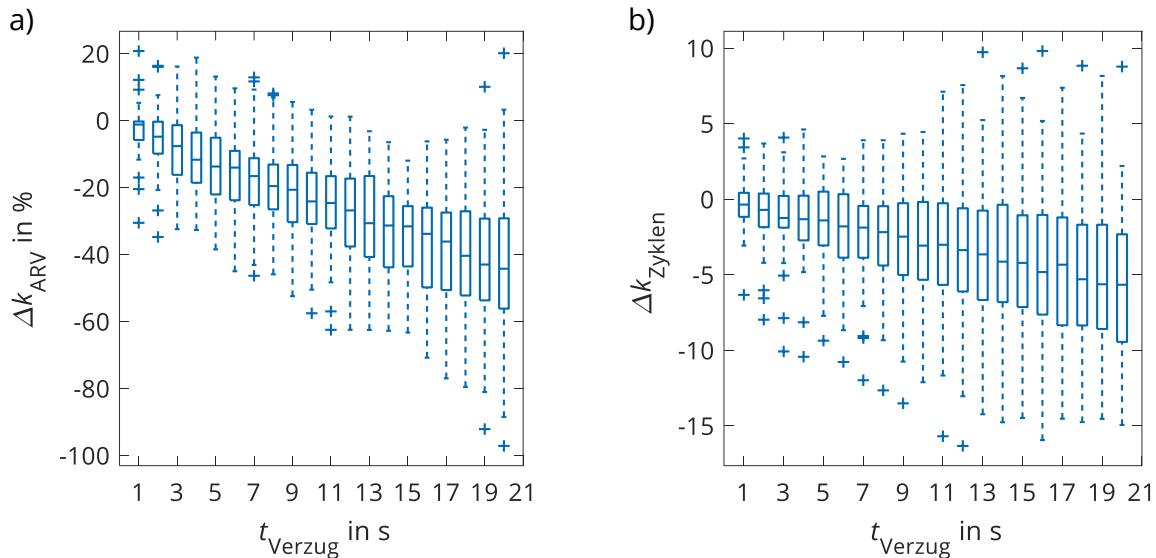 a)
20
0
-20
-40
-60
-80
-100
Δk_ARV in %
1 3 5 7 9 11 13 15 17 19 21
t_Verzug in s
b)
10
5
0
-5
-10
-15
Δk_Zyklen
1 3 5 7 9 11 13 15 17 19 21
t_Verzug in s